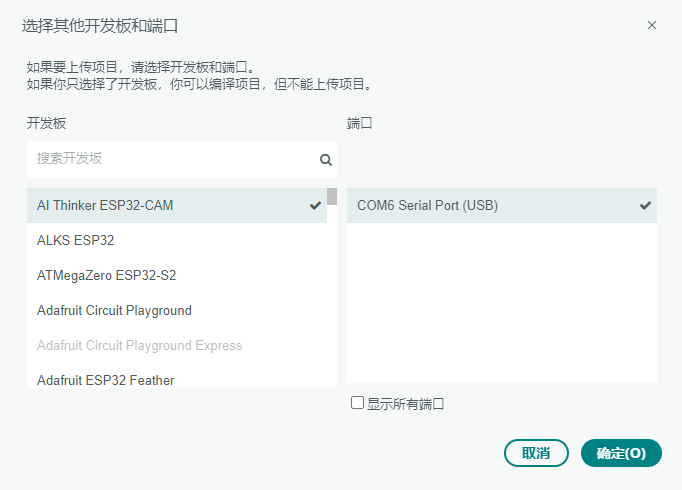 选择其他开发板和端口
如果要上传项目，请选择开发板和端口。
如果你只选择了开发板，你可以编译项目，但不能上传项目。
开发板
端口
搜索开发坂
AI Thinker ESP32-CAM
COM6 Serial Port (USB)
ALKS ESP32
ATMegaZero ESP32-S2
Adafruit Circuit Playground
Adafruit Circuit Playground Express
Adafruit ESP32 Feather
显示所有端口
取消
确定(O)